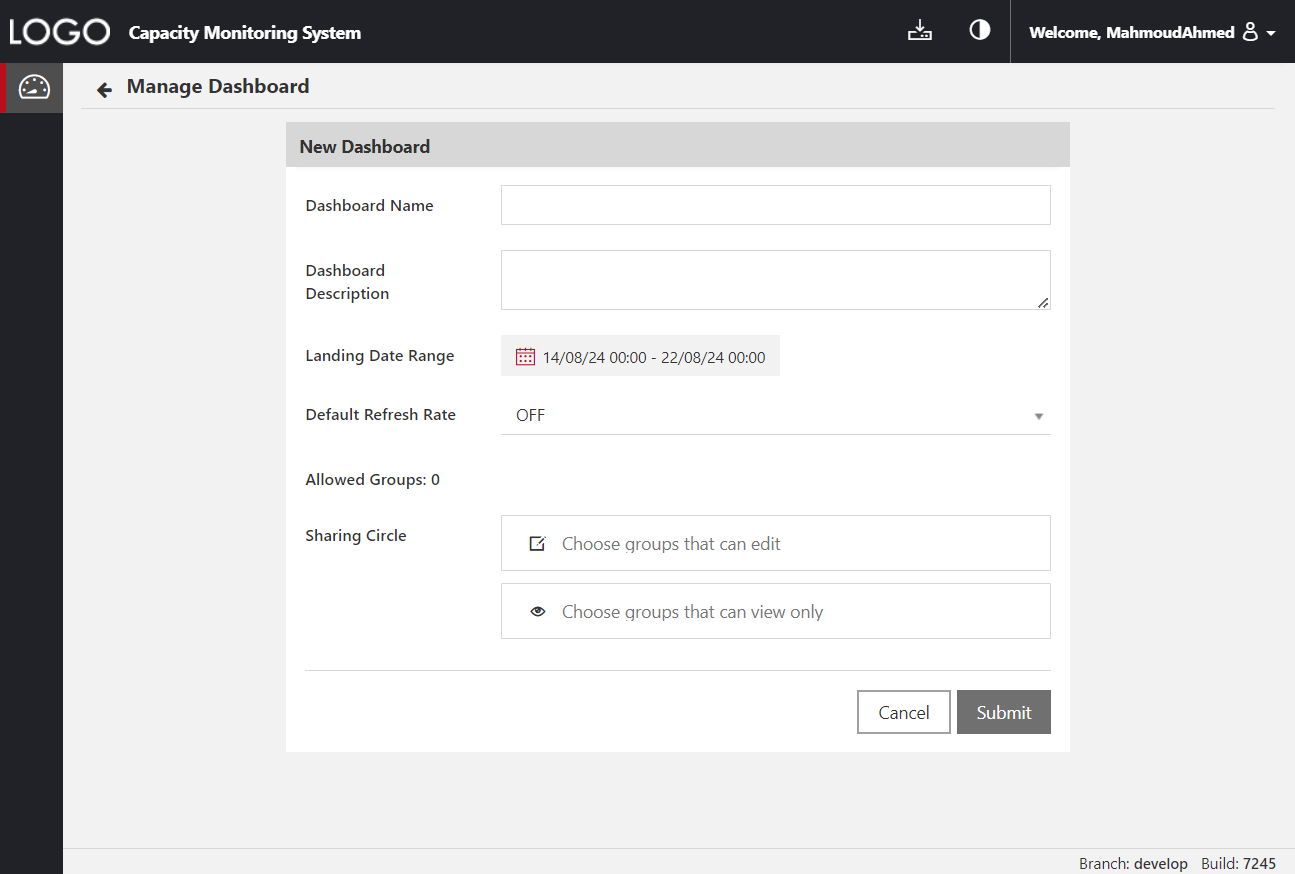 LOGO Capacity Monitoring System Welcome, MahmoudAhmed
Manage Dashboard
New Dashboard
Dashboard Name
Dashboard
Description
Landing Date Range 14/08/24 00:00 - 22/08/24 00:00
Default Refresh Rate OFF
Allowed Groups: 0
Sharing Circle Choose groups that can edit
Choose groups that can view only
Cancel Submit
Branch: develop Build: 7245